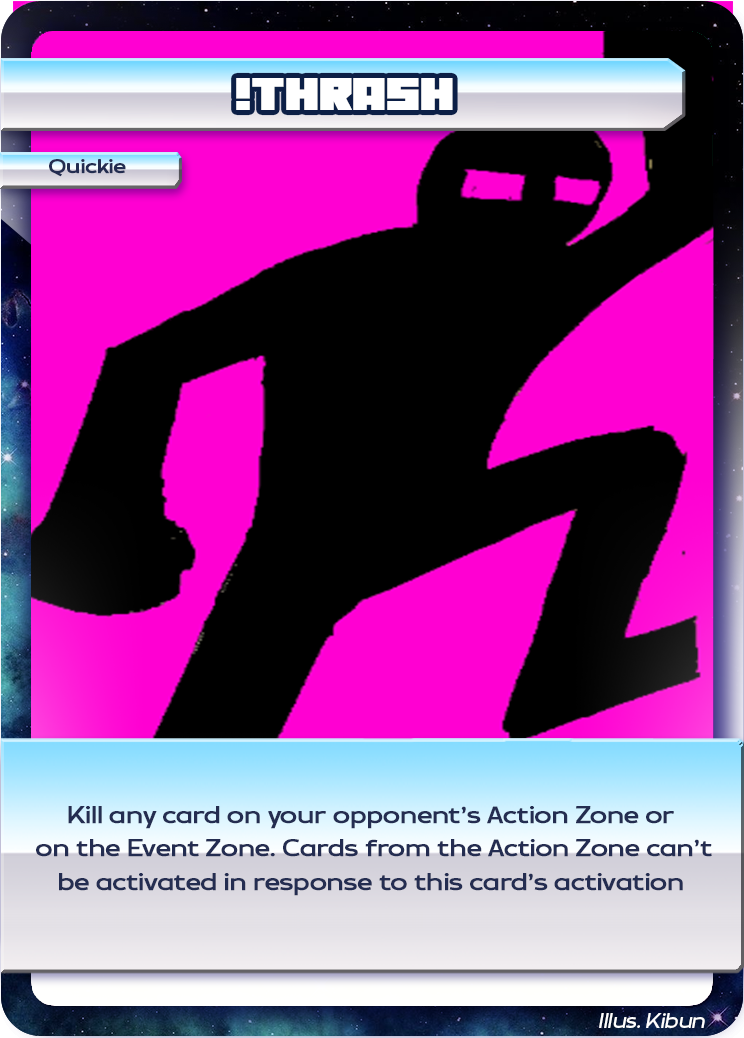 !THRASH
Quickie
Kill any card on your opponent’s Action Zone or
on the Event Zone. Cards from the Action Zone can’t
be activated in response to this card’s activation
Illus. Kibun